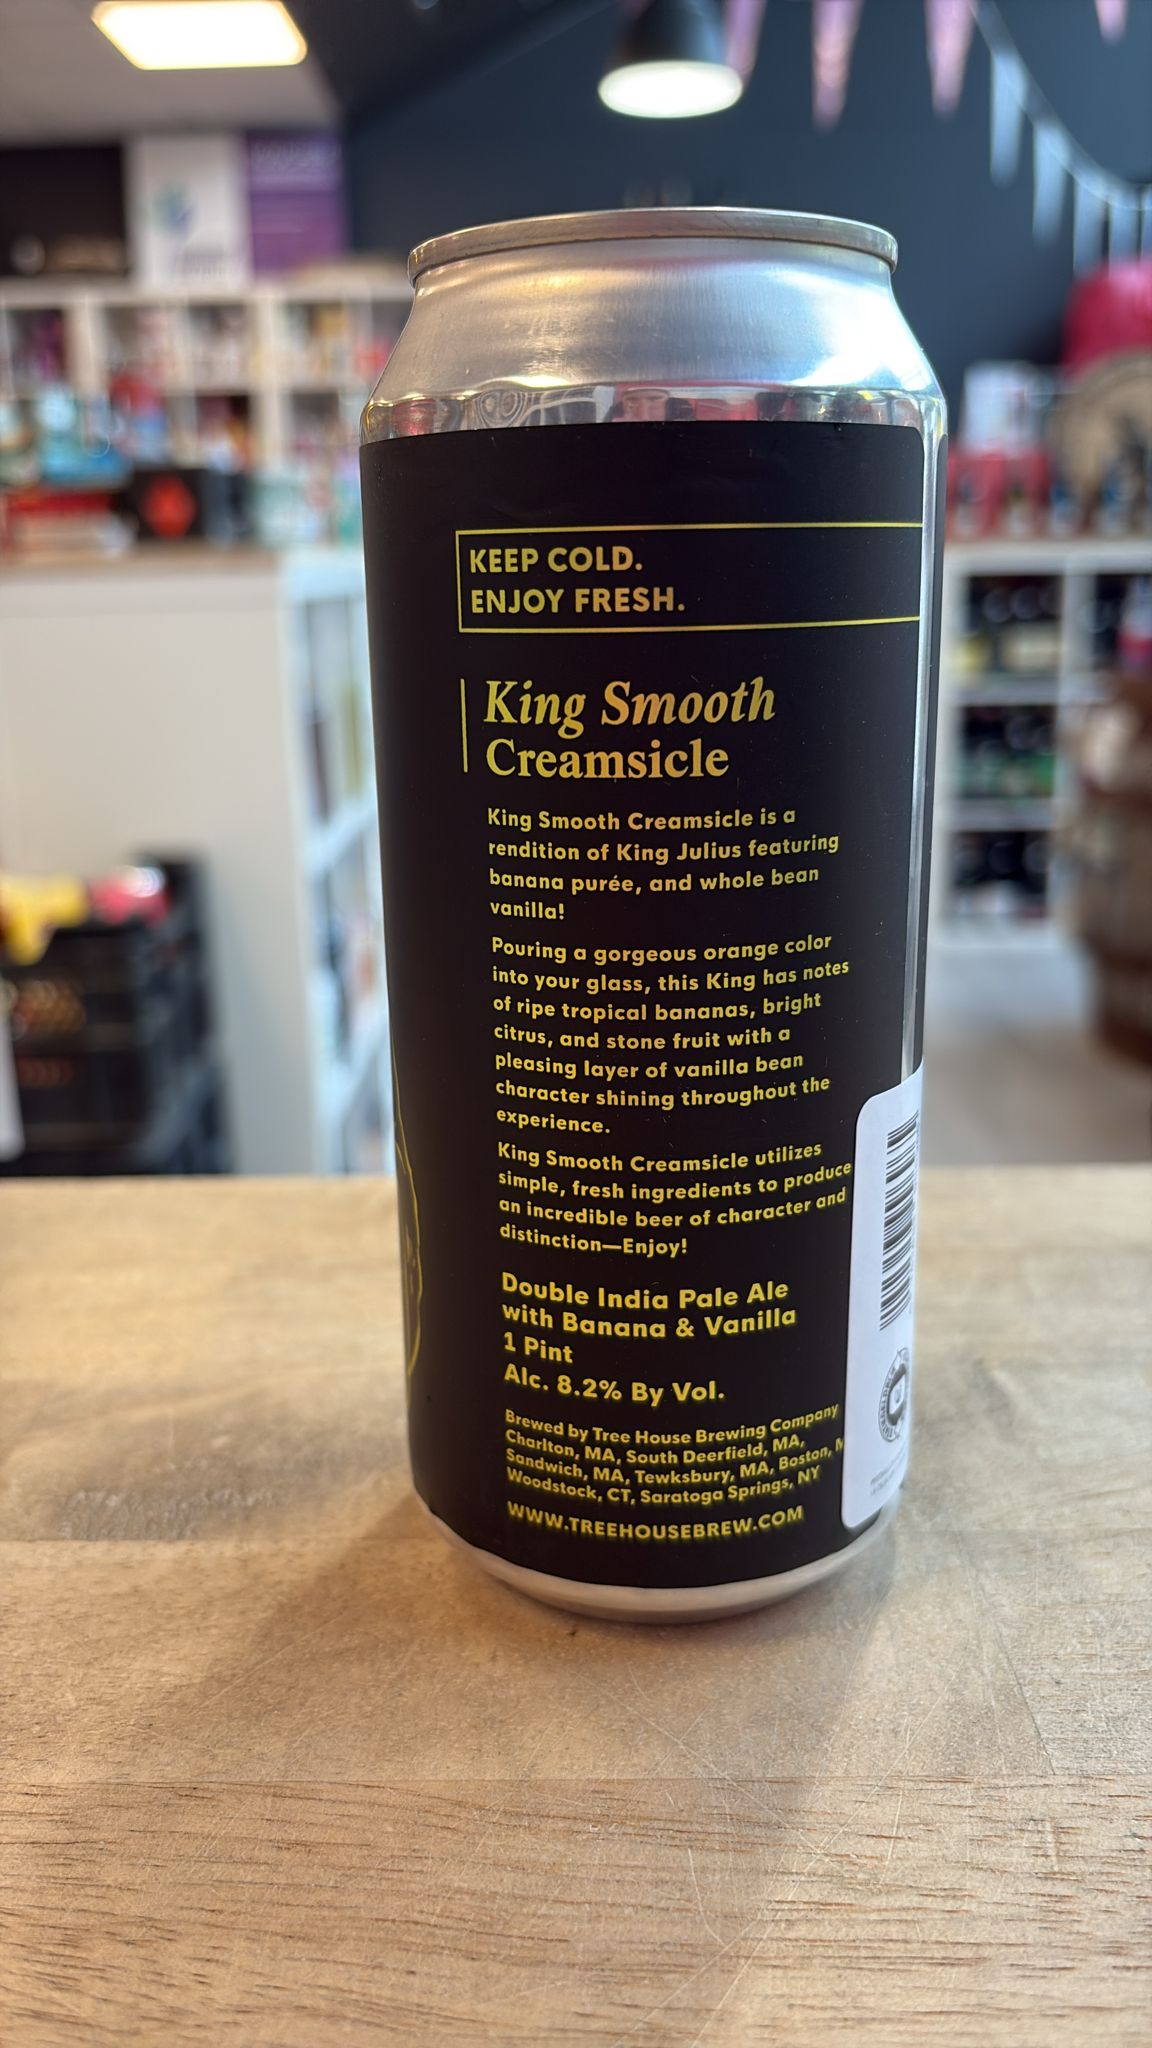 KEEP COLD.
ENJOY FRESH.
King Smooth
Creamsicle
King Smooth Creamsicle is a
rendition of King Julius featuring
banana purée, and whole bean
vanilla!
Pouring a gorgeous orange color
into your glass, this King has notes
of ripe tropical bananas, bright
citrus, and stone fruit with a
pleasing layer of vanilla bean
character shining throughout the
experience.
King Smooth Creamsicle utilizes
simple, fresh ingredients to produce
an incredible beer of character and
distinction—Enjoy!
Double India Pale Ale
with Banana & Vanilla
1 Pint
Alc. 8.2% By Vol.
Brewed by Tree House Brewing Company
Charlton, MA, South Deerfield, MA,
Sandwich, MA, Tewksbury, MA, Boston,
Woodstock, CT, Saratoga Springs, NY
WWW.TREEHOUSEBREW.COM